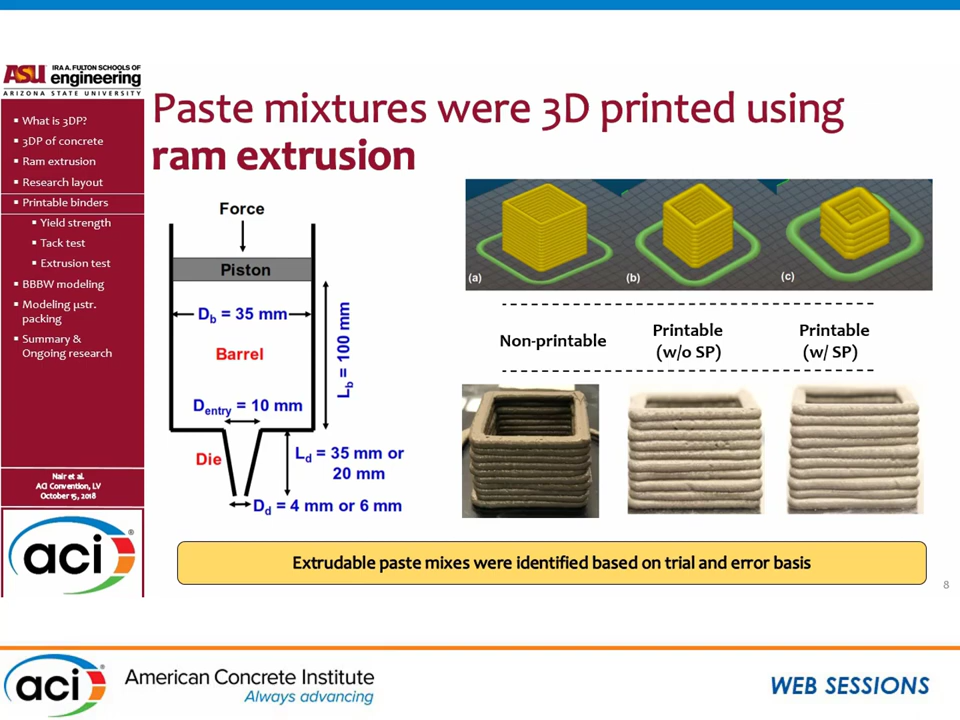 ASU IRA A. FULTON SCHOOLS OF
engineering
ARIZONA STATE UNIVERSITY
▪ What is 3DP?
▪ 3DP of concrete
▪ Ram extrusion
▪ Research layout
▪ Printable binders
▪ Yield strength
▪ Tack test
▪ Extrusion test
▪ BBBW modeling
▪ Modeling µstr.
packing
▪ Summary &
Ongoing research
Nair et al.
ACI Convention, LV
October 15, 2018
aci®
Paste mixtures were 3D printed using
ram extrusion
Force
Piston
D_b = 35 mm
Barrel
L_b = 100 mm
D_entry = 10 mm
Die
L_d = 35 mm or
20 mm
D_d = 4 mm or 6 mm
(a)
(b)
(c)
Non-printable
Printable
(w/o SP)
Printable
(w/ SP)
Extrudable paste mixes were identified based on trial and error basis
8
aci®
American Concrete Institute
Always advancing
WEB SESSIONS